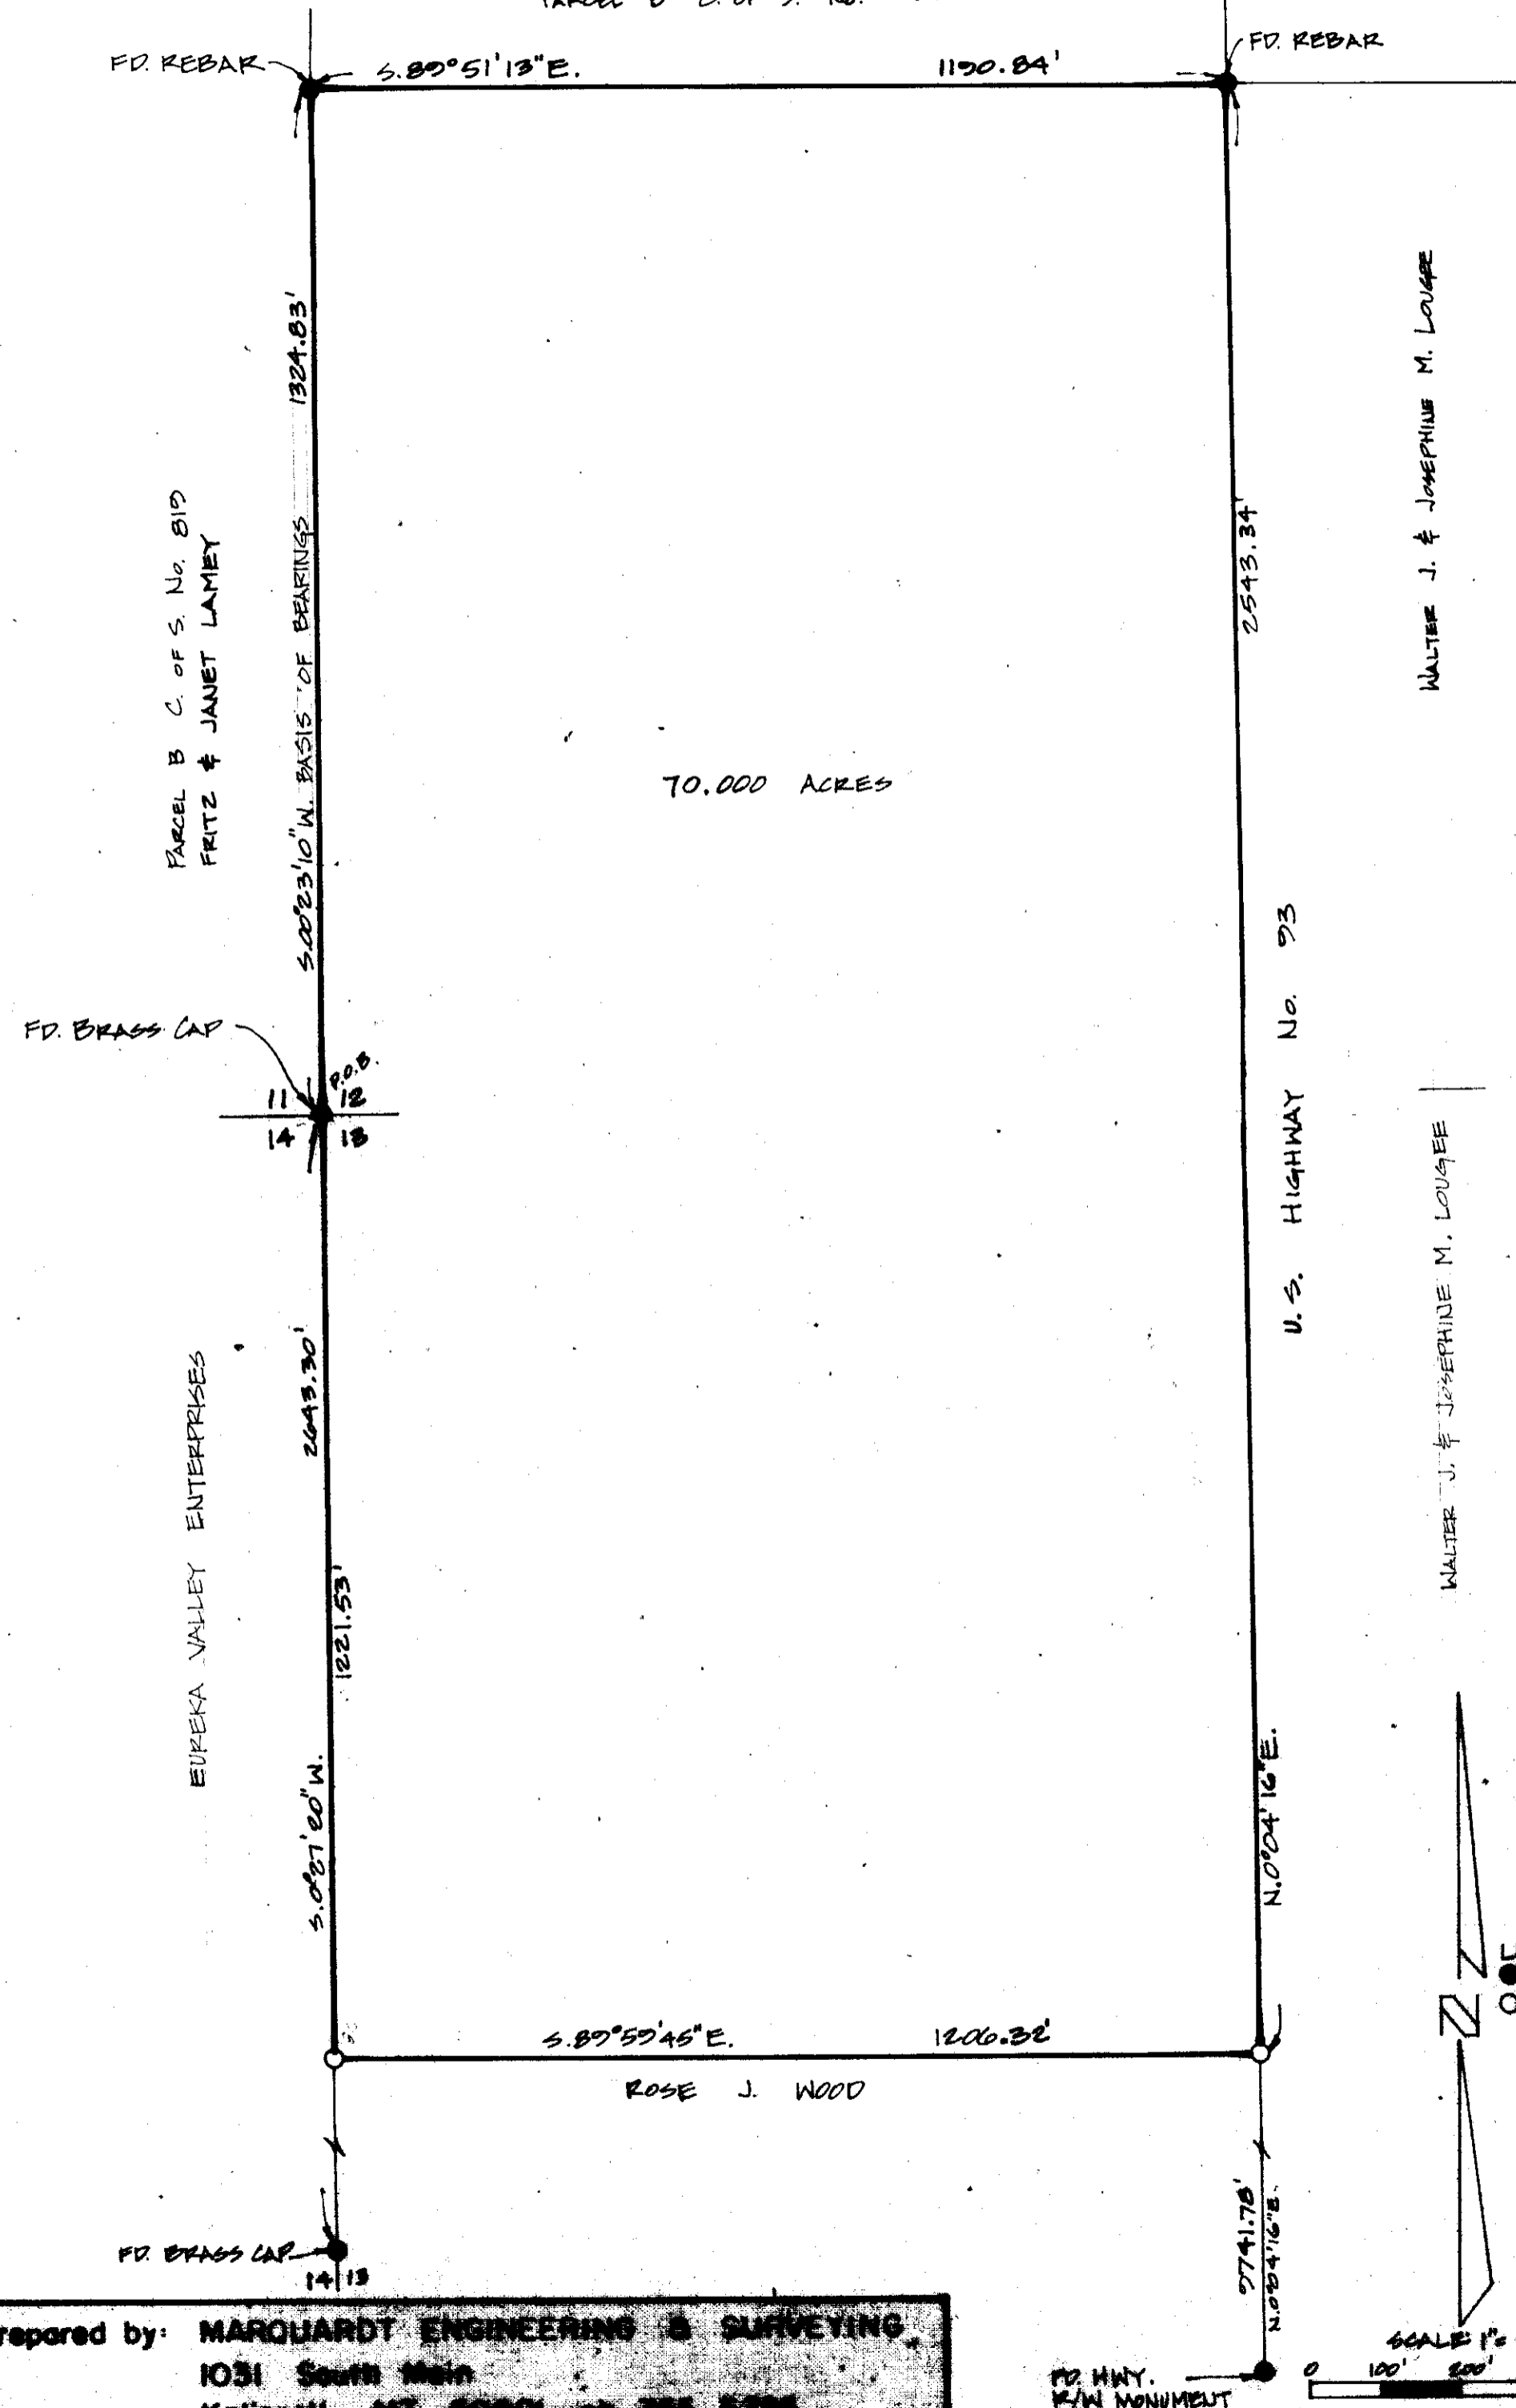 PARCEL B C. OF S. No.
FD. REBAR
S.89°51'13"E.
1190.84'
FD. REBAR
1324.83'
S.00°23'10"W. BASIS OF BEARINGS
PARCEL B C. OF S. No. 819
FRITZ & JANET LAMEY
WALTER J. & JOSEPHINE M. LOUGEE
2543.34'
70.000 ACRES
U.S. HIGHWAY No. 93
FD. BRASS CAP
P.O.B.
11 12
14 13
EUREKA VALLEY ENTERPRISES
2643.30'
1221.53'
S.0°27'20"W.
WALTER J. & JOSEPHINE M. LOUGEE
N.0°04'16"E.
S.89°59'45"E.
1206.32'
ROSE J. WOOD
N
FD. BRASS CAP
14 13
9741.78'
N.0°04'16"E.
FD. HWY.
R/W MONUMENT
SCALE 1"=
0 100' 200'
repared by: MARQUARDT ENGINEERING & SURVEYING
1031 South Main